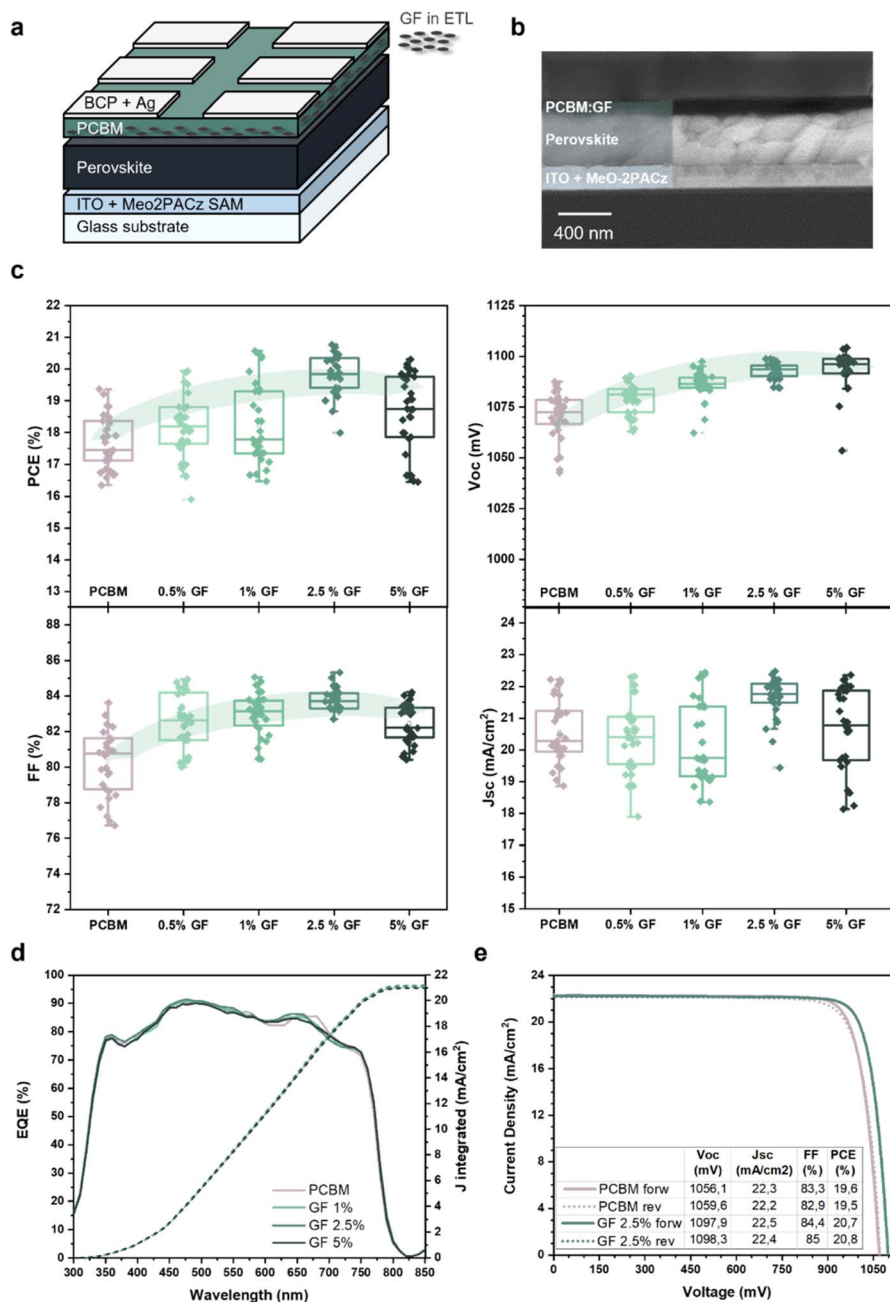 a
GF in ETL
BCP + Ag
PCBM
Perovskite
ITO + Meo2PACz SAM
Glass substrate
b
PCBM:GF
Perovskite
ITO + MeO-2PACz
400 nm
c
PCE (%)
22
21
20
19
18
17
16
15
14
13
PCBM 0.5% GF 1% GF 2.5 % GF 5% GF
Voc (mV)
1125
1100
1075
1050
1025
1000
PCBM 0.5% GF 1% GF 2.5 % GF 5% GF
FF (%)
88
86
84
82
80
78
76
74
72
PCBM 0.5% GF 1% GF 2.5 % GF 5% GF
Jsc (mA/cm²)
24
23
22
21
20
19
18
17
16
15
PCBM 0.5% GF 1% GF 2.5 % GF 5% GF
d
EQE (%)
100
90
80
70
60
50
40
30
20
10
0
J integrated (mA/cm²)
22
20
18
16
14
12
10
8
6
4
2
0
PCBM
GF 1%
GF 2.5%
GF 5%
300 350 400 450 500 550 600 650 700 750 800 850
Wavelength (nm)
e
Current Density (mA/cm²)
24
22
20
18
16
14
12
10
8
6
4
2
0
Voc (mV) Jsc (mA/cm2) FF (%) PCE (%)
PCBM forw 1056,1 22,3 83,3 19,6
PCBM rev 1059,6 22,2 82,9 19,5
GF 2.5% forw 1097,9 22,5 84,4 20,7
GF 2.5% rev 1098,3 22,4 85 20,8
0 150 300 450 600 750 900 1050
Voltage (mV)